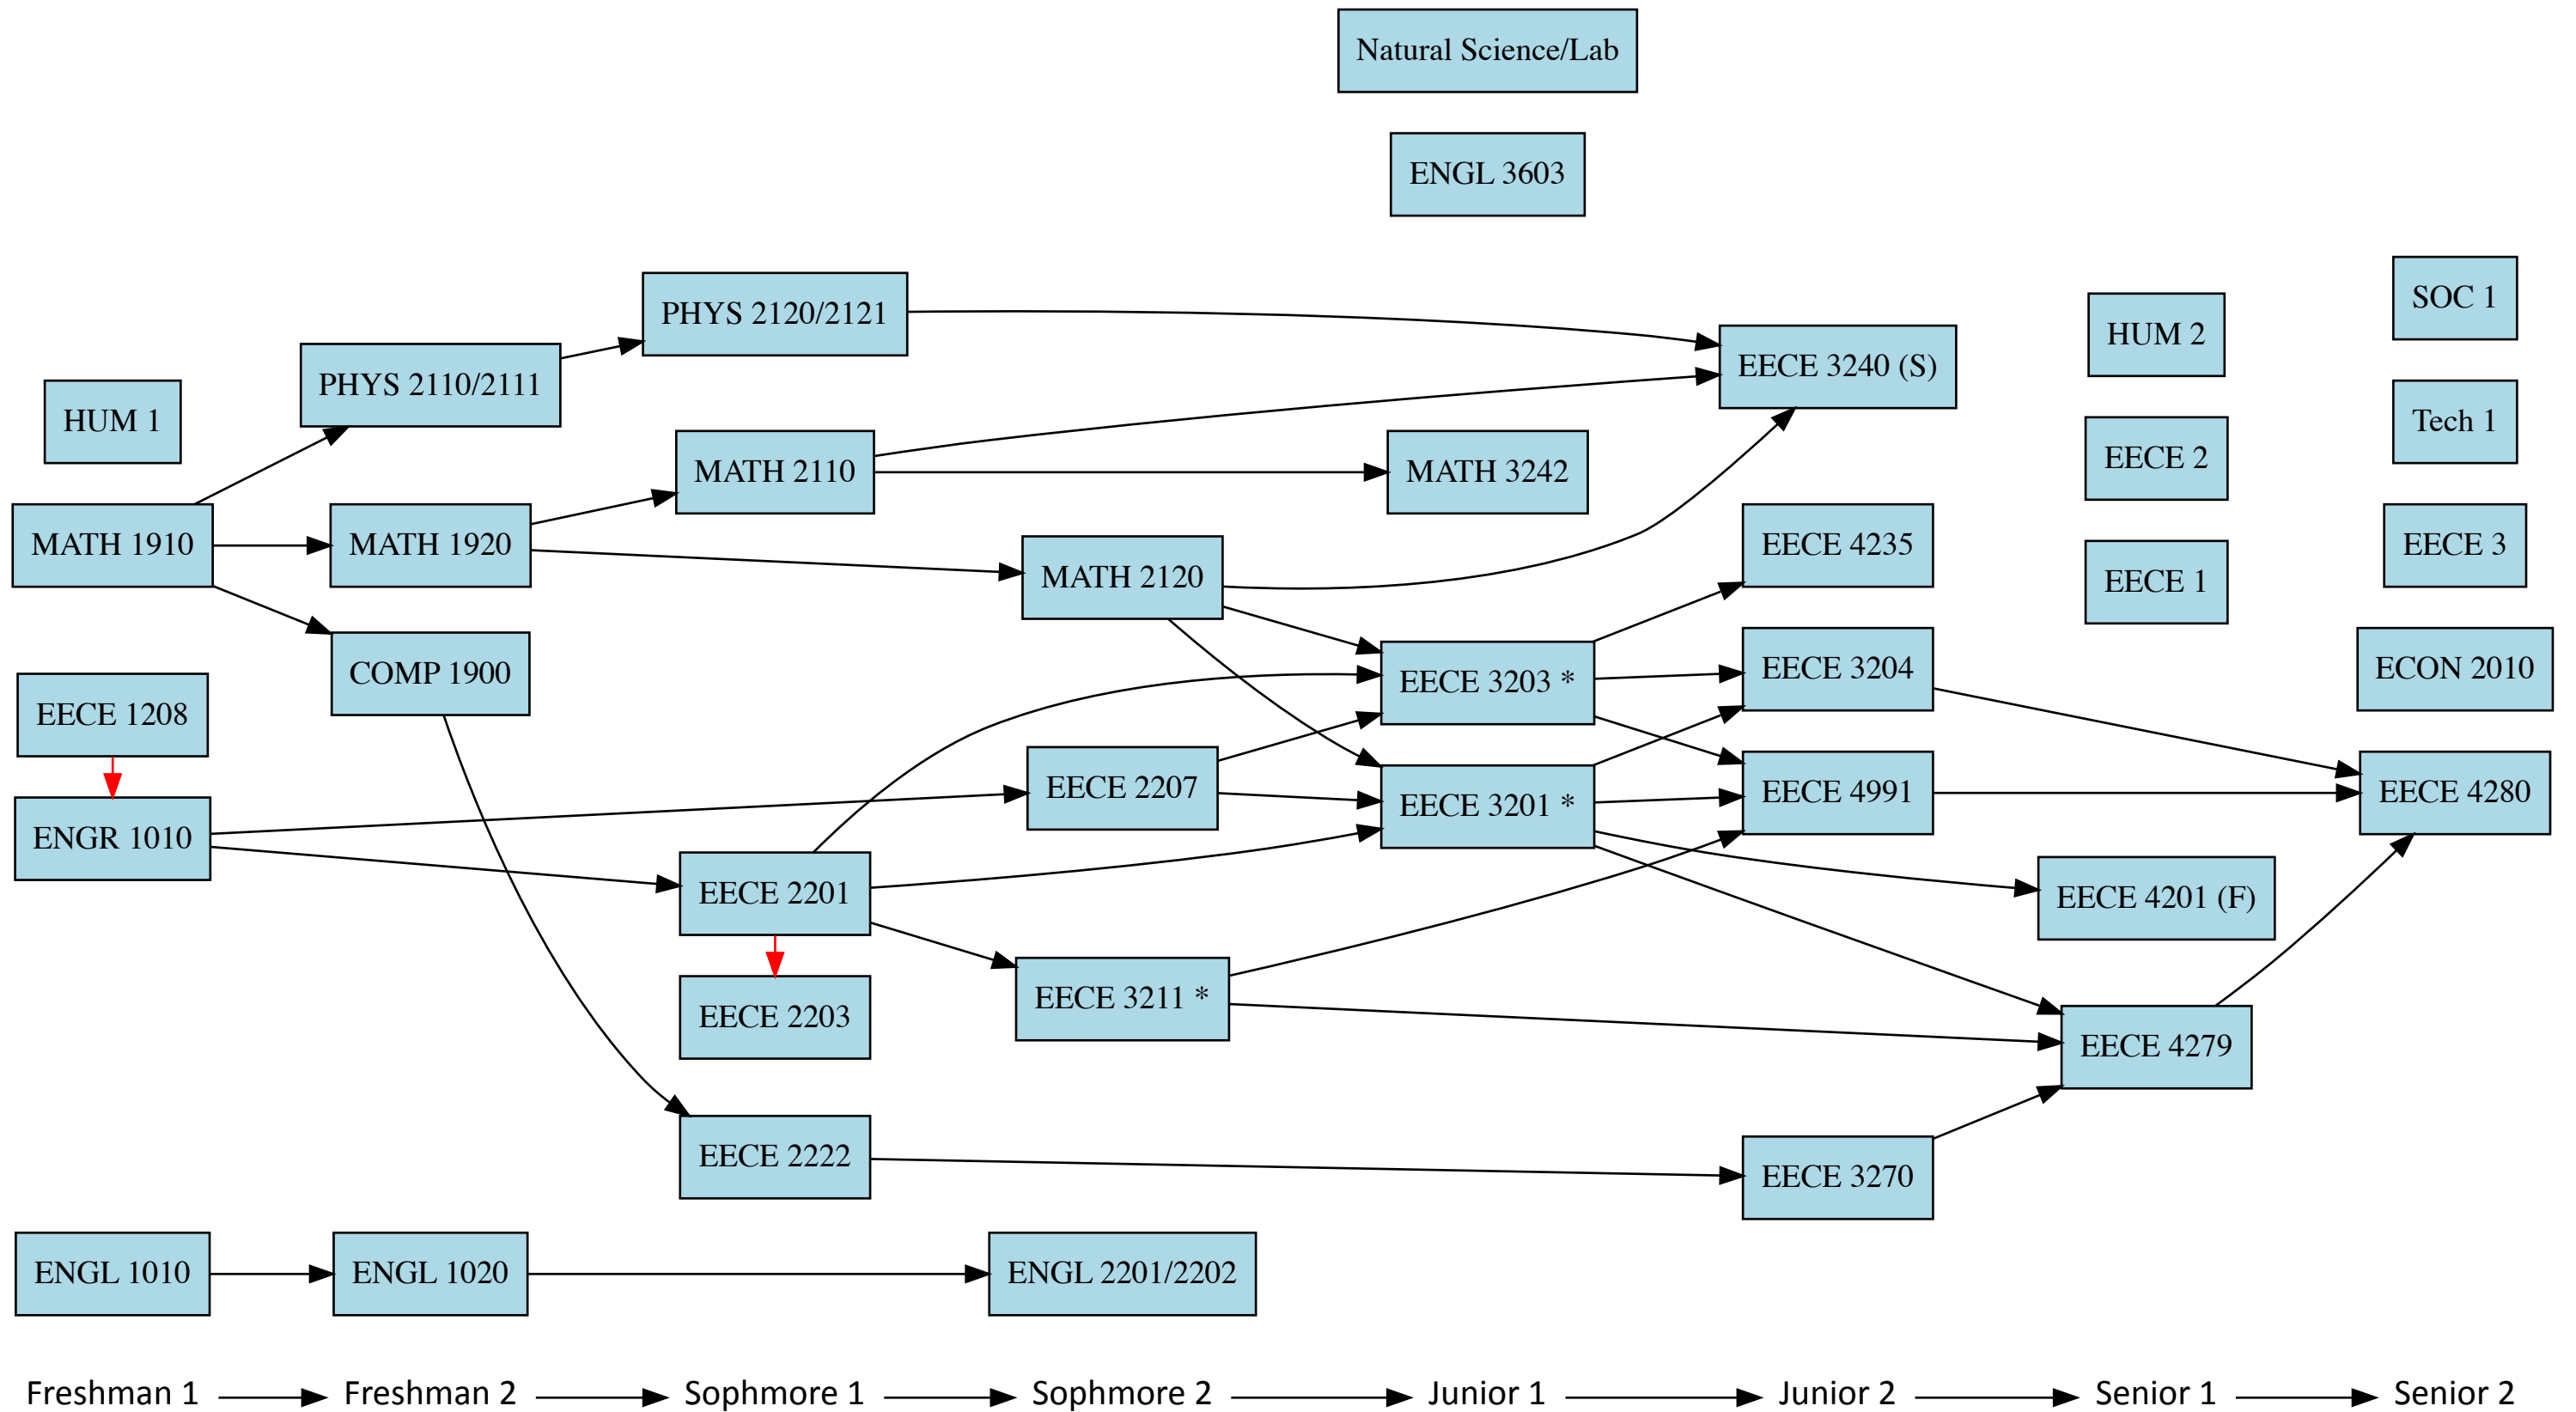 Natural Science/Lab
ENGL 3603
SOC 1
PHYS 2120/2121
HUM 2
EECE 3240 (S)
PHYS 2110/2111
HUM 1
Tech 1
MATH 2110
MATH 3242
EECE 2
MATH 1910
MATH 1920
EECE 4235
EECE 3
MATH 2120
EECE 1
COMP 1900
EECE 3203 *
EECE 3204
ECON 2010
EECE 1208
EECE 2207
EECE 3201 *
EECE 4991
EECE 4280
ENGR 1010
EECE 2201
EECE 4201 (F)
EECE 3211 *
EECE 2203
EECE 4279
EECE 2222
EECE 3270
ENGL 1010
ENGL 1020
ENGL 2201/2202
Freshman 1
Freshman 2
Sophmore 1
Sophmore 2
Junior 1
Junior 2
Senior 1
Senior 2